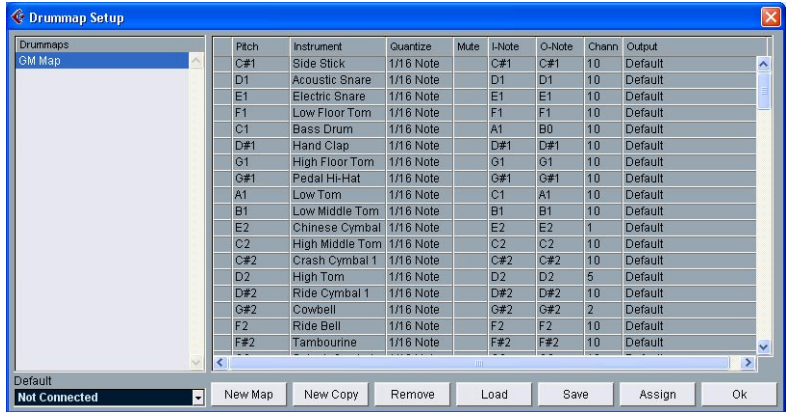 Drummap Setup
Drummaps
GM Map
Pitch Instrument Quantize Mute I-Note O-Note Chann Output
C#1 Side Stick 1/16 Note C#1 C#1 10 Default
D1 Acoustic Snare 1/16 Note D1 D1 10 Default
E1 Electric Snare 1/16 Note E1 E1 10 Default
F1 Low Floor Tom 1/16 Note F1 F1 10 Default
C1 Bass Drum 1/16 Note A1 B0 10 Default
D#1 Hand Clap 1/16 Note D#1 D#1 10 Default
G1 High Floor Tom 1/16 Note G1 G1 10 Default
G#1 Pedal Hi-Hat 1/16 Note G#1 G#1 10 Default
A1 Low Tom 1/16 Note C1 A1 10 Default
B1 Low Middle Tom 1/16 Note B1 B1 10 Default
E2 Chinese Cymbal 1/16 Note E2 E2 1 Default
C2 High Middle Tom 1/16 Note C2 C2 10 Default
C#2 Crash Cymbal 1 1/16 Note C#2 C#2 10 Default
D2 High Tom 1/16 Note D2 D2 5 Default
D#2 Ride Cymbal 1 1/16 Note D#2 D#2 10 Default
G#2 Cowbell 1/16 Note G#2 G#2 2 Default
F2 Ride Bell 1/16 Note F2 F2 10 Default
F#2 Tambourine 1/16 Note F#2 F#2 10 Default
Default
Not Connected
New Map New Copy Remove Load Save Assign Ok